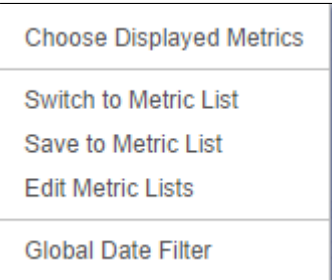 Choose Displayed Metrics
Switch to Metric List
Save to Metric List
Edit Metric Lists
Global Date Filter